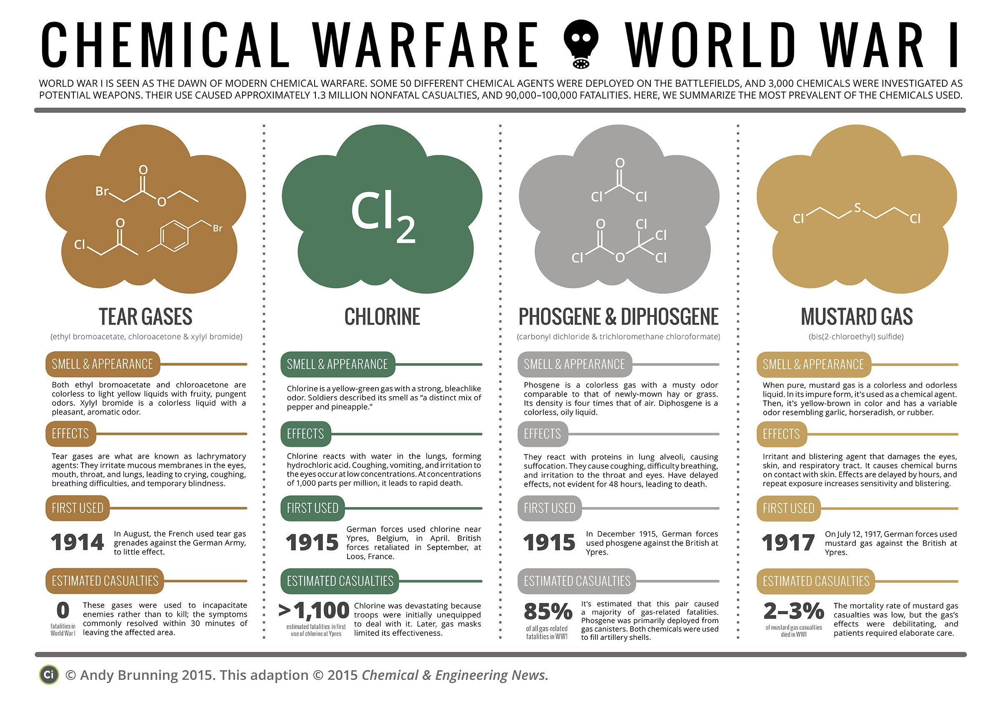 CHEMICAL WARFARE WORLD WAR I
WORLD WAR I IS SEEN AS THE DAWN OF MODERN CHEMICAL WARFARE. SOME 50 DIFFERENT CHEMICAL AGENTS WERE DEPLOYED ON THE BATTLEFIELDS, AND 3,000 CHEMICALS WERE INVESTIGATED AS
POTENTIAL WEAPONS. THEIR USE CAUSED APPROXIMATELY 1.3 MILLION NONFATAL CASUALTIES, AND 90,000–100,000 FATALITIES. HERE, WE SUMMARIZE THE MOST PREVALENT OF THE CHEMICALS USED.
O
Br
O
O
Cl
Br
TEAR GASES
(ethyl bromoacetate, chloroacetone & xylyl bromide)
SMELL & APPEARANCE
Both ethyl bromoacetate and chloroacetone are
colorless to light yellow liquids with fruity, pungent
odors. Xylyl bromide is a colorless liquid with a
pleasant, aromatic odor.
EFFECTS
Tear gases are what are known as lachrymatory
agents: They irritate mucous membranes in the eyes,
mouth, throat, and lungs, leading to crying, coughing,
breathing difficulties, and temporary blindness.
FIRST USED
1914
In August, the French used tear gas
grenades against the German Army,
to little effect.
ESTIMATED CASUALTIES
0
fatalities in
World War I
These gases were used to incapacitate
enemies rather than to kill; the symptoms
commonly resolved within 30 minutes of
leaving the affected area.
Cl2
CHLORINE
SMELL & APPEARANCE
Chlorine is a yellow-green gas with a strong, bleachlike
odor. Soldiers described its smell as “a distinct mix of
pepper and pineapple.”
EFFECTS
Chlorine reacts with water in the lungs, forming
hydrochloric acid. Coughing, vomiting, and irritation to
the eyes occur at low concentrations. At concentrations
of 1,000 parts per million, it leads to rapid death.
FIRST USED
1915
German forces used chlorine near
Ypres, Belgium, in April. British
forces retaliated in September, at
Loos, France.
ESTIMATED CASUALTIES
>1,100
estimated fatalities in first
use of chlorine at Ypres
Chlorine was devastating because
troops were initially unequipped
to deal with it. Later, gas masks
limited its effectiveness.
O
Cl Cl
O Cl
Cl
Cl O Cl
PHOSGENE & DIPHOSGENE
(carbonyl dichloride & trichloromethane chloroformate)
SMELL & APPEARANCE
Phosgene is a colorless gas with a musty odor
comparable to that of newly-mown hay or grass.
Its density is four times that of air. Diphosgene is a
colorless, oily liquid.
EFFECTS
They react with proteins in lung alveoli, causing
suffocation. They cause coughing, difficulty breathing,
and irritation to the throat and eyes. Have delayed
effects, not evident for 48 hours, leading to death.
FIRST USED
1915
In December 1915, German forces
used phosgene against the British at
Ypres.
ESTIMATED CASUALTIES
85%
of all gas-related
fatalities in WW1
It’s estimated that this pair caused
a majority of gas-related fatalities.
Phosgene was primarily deployed from
gas canisters. Both chemicals were used
to fill artillery shells.
S
Cl Cl
MUSTARD GAS
(bis(2-chloroethyl) sulfide)
SMELL & APPEARANCE
When pure, mustard gas is a colorless and odorless
liquid. In its impure form, it’s used as a chemical agent.
Then, it’s yellow-brown in color and has a variable
odor resembling garlic, horseradish, or rubber.
EFFECTS
Irritant and blistering agent that damages the eyes,
skin, and respiratory tract. It causes chemical burns
on contact with skin. Effects are delayed by hours, and
repeat exposure increases sensitivity and blistering.
FIRST USED
1917
On July 12, 1917, German forces used
mustard gas against the British at
Ypres.
ESTIMATED CASUALTIES
2–3%
of mustard gas casualties
died in WWI
The mortality rate of mustard gas
casualties was low, but the gas’s
effects were debilitating, and
patients required elaborate care.
Ci © Andy Brunning 2015. This adaption © 2015 Chemical & Engineering News.